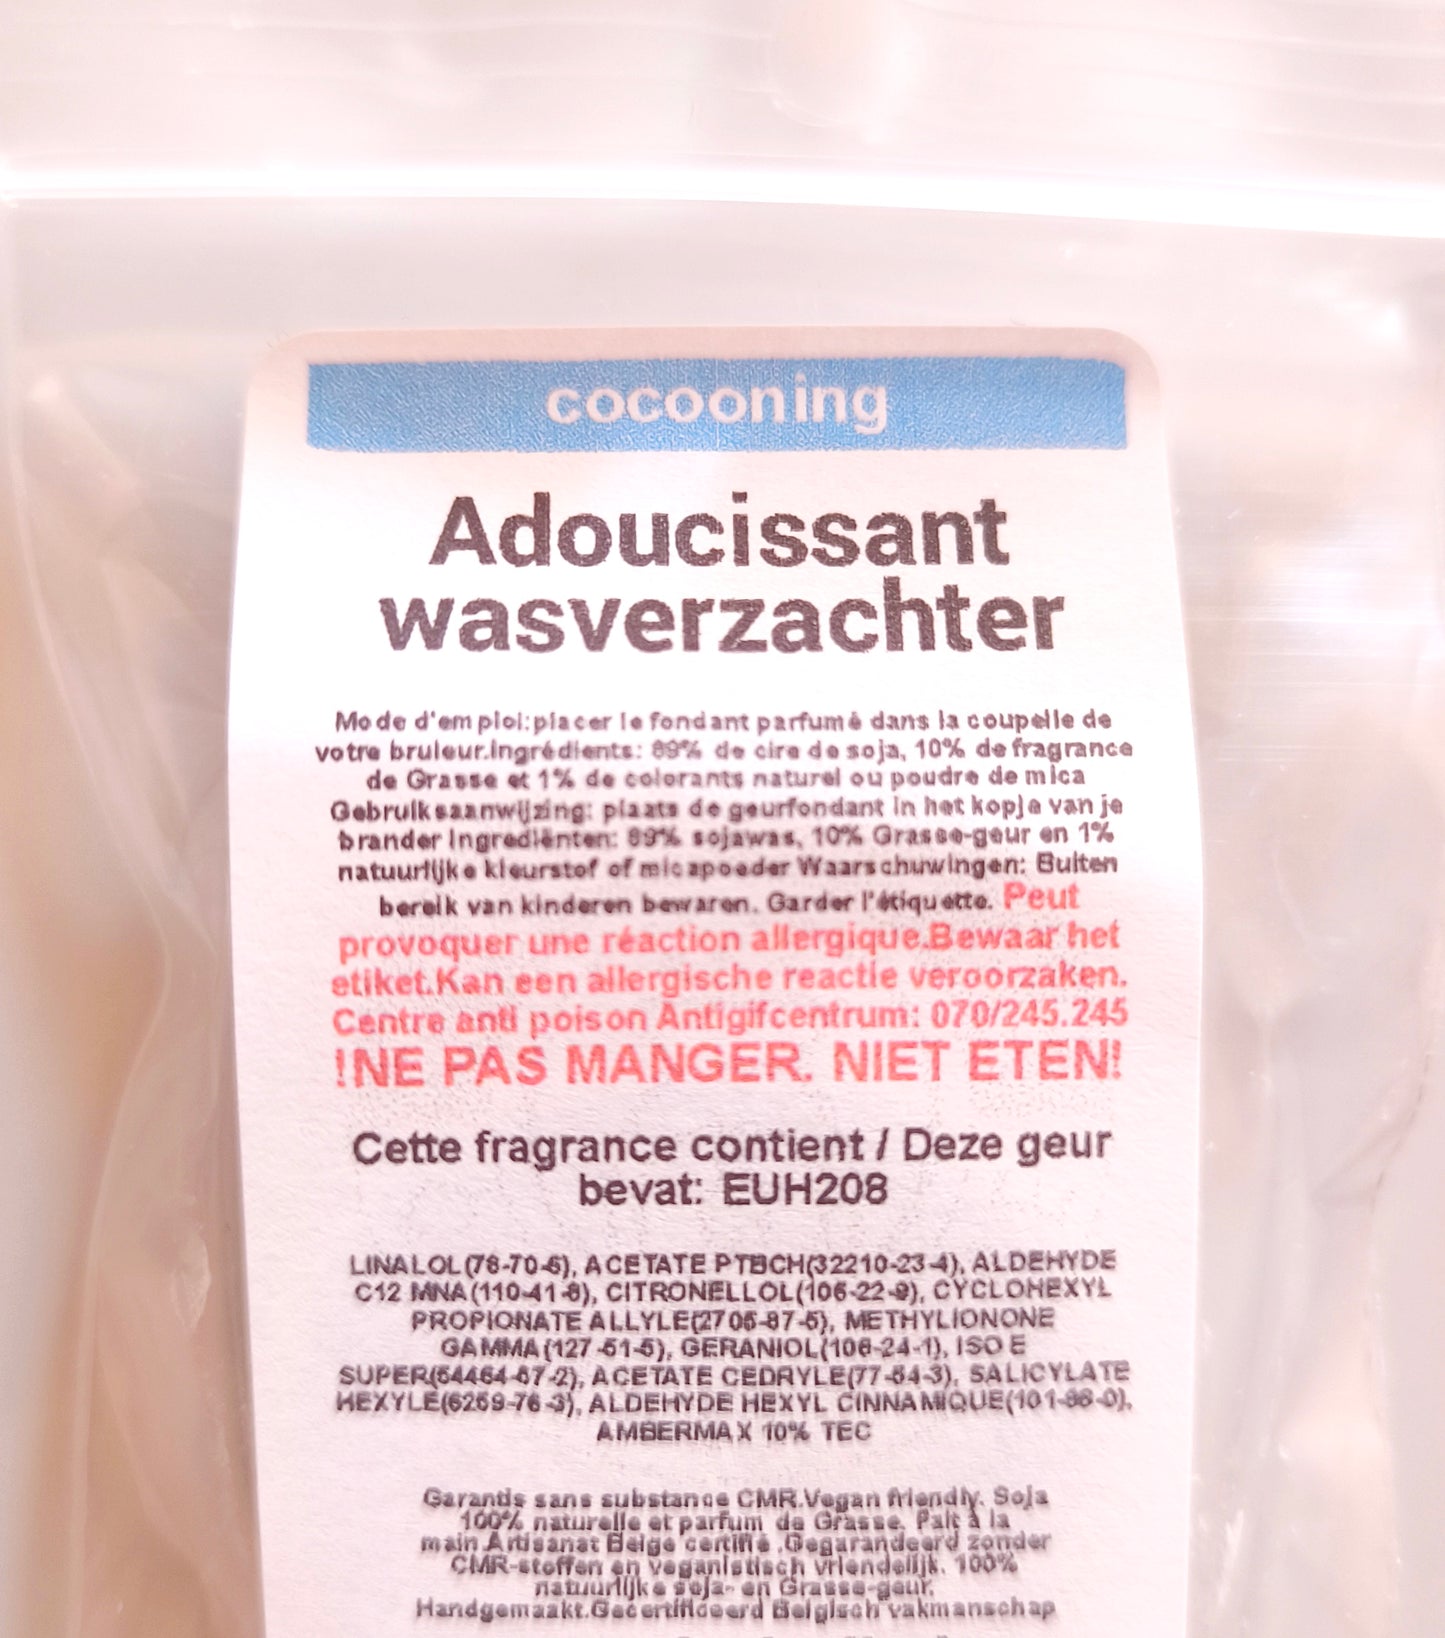 cocooning
Adoucissant
wasverzachter
Mode d'emploi:placer le fondant parfumé dans la coupelle de
votre bruleur.Ingrédients: 89% de cire de soja, 10% de fragrance
de Grasse et 1% de colorants naturel ou poudre de mica
Gebruiksaanwijzing: plaats de geurfondant in het kopje van je
brander Ingrediënten: 89% sojawas, 10% Grasse-geur en 1%
natuurlijke kleurstof of micapoeder Waarschuwingen: Buiten
bereik van kinderen bewaren. Garder l'étiquette. Peut
provoquer une réaction allergique.Bewaar het
etiket.Kan een allergische reactie veroorzaken.
Centre anti poison Antigifcentrum: 070/245.245
!NE PAS MANGER. NIET ETEN!
Cette fragrance contient / Deze geur
bevat: EUH208
LINALOL(78-70-6), ACETATE PTBCH(32210-23-4), ALDEHYDE
C12 MNA(110-41-8), CITRONELLOL(106-22-9), CYCLOHEXYL
PROPIONATE ALLYLE(2705-87-5), METHYLIONONE
GAMMA(127-51-5), GERANIOL(106-24-1), ISO E
SUPER(54464-57-2), ACETATE CEDRYLE(77-54-3), SALICYLATE
HEXYLE(6259-76-3), ALDEHYDE HEXYL CINNAMIQUE(101-86-0),
AMBERMAX 10% TEC
Garantis sans substance CMR.Vegan friendly. Soja
100% naturelle et parfum de Grasse. Fait à la
main.Artisanat Belge certifié .Gegarandeerd zonder
CMR-stoffen en veganistisch vriendelijk. 100%
natuurlijke soja- en Grasse-geur.
Handgemaakt.Gecertificeerd Belgisch vakmanschap